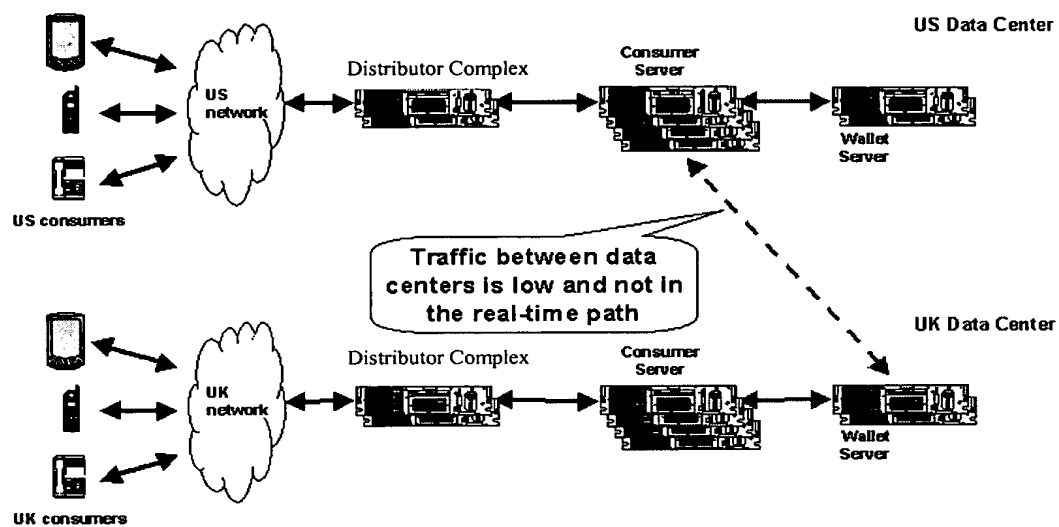 US Data Center
Consumer
Server
Distributor Complex
US
network
Wallet
Server
US consumers
Traffic between data
centers is low and not in
the real-time path
UK Data Center
Consumer
Server
Distributor Complex
UK
network
Wallet
Server
UK consumers